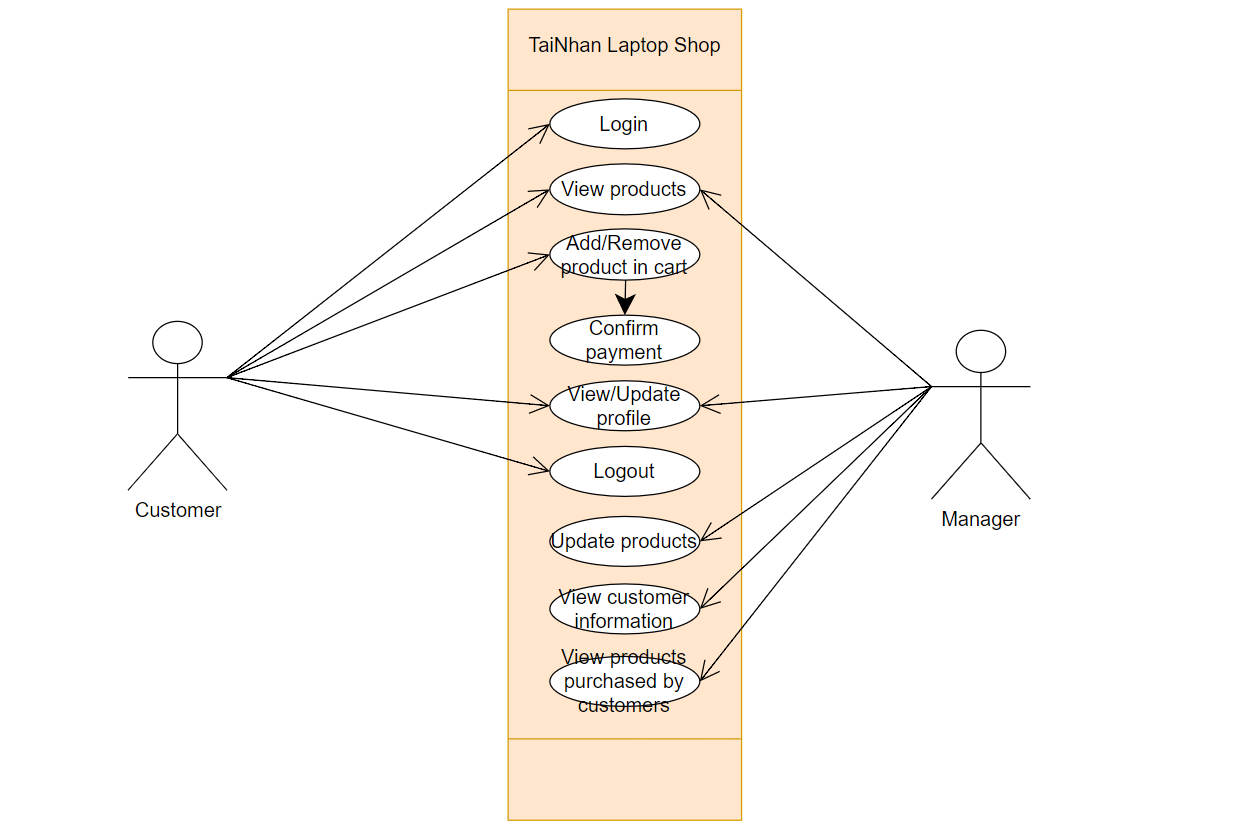 TaiNhan Laptop Shop
Login
View products
Add/Remove
product in cart
Confirm
payment
View/Update
profile
Logout
Update products
View customer
information
View products
purchased by
customers
Customer
Manager